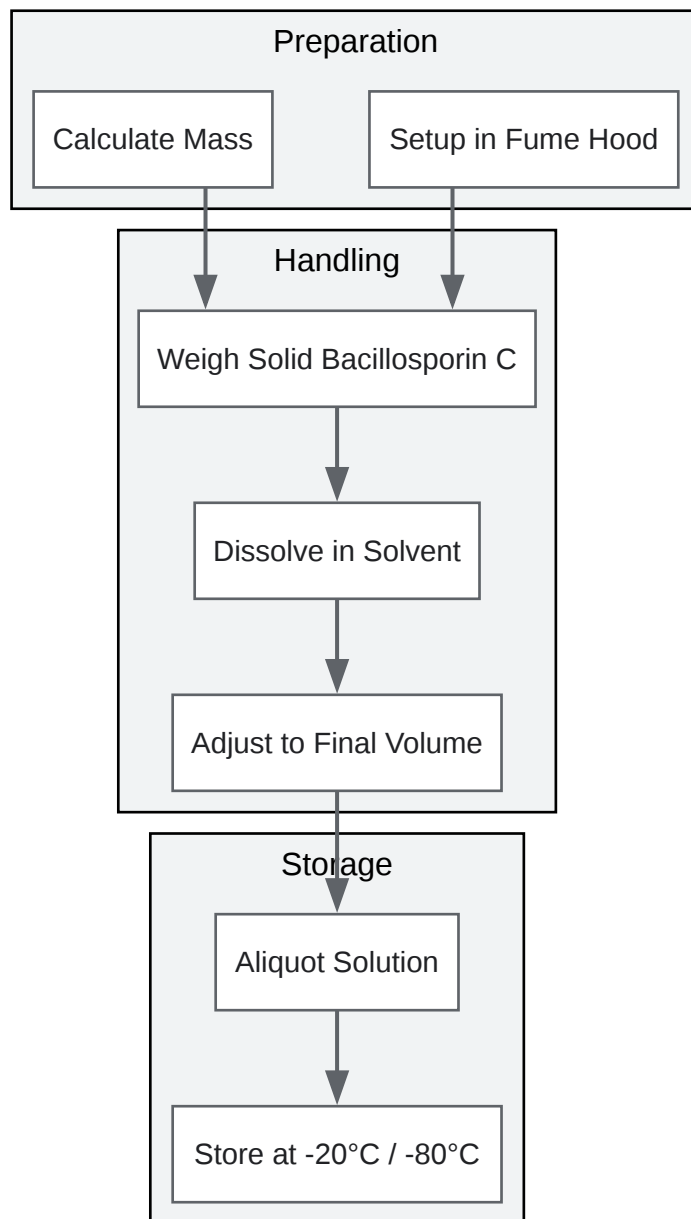 Preparation
Calculate Mass
Setup in Fume Hood
Handling
Weigh Solid Bacillosporin C
Dissolve in Solvent
Adjust to Final Volume
Storage
Aliquot Solution
Store at -20°C / -80°C